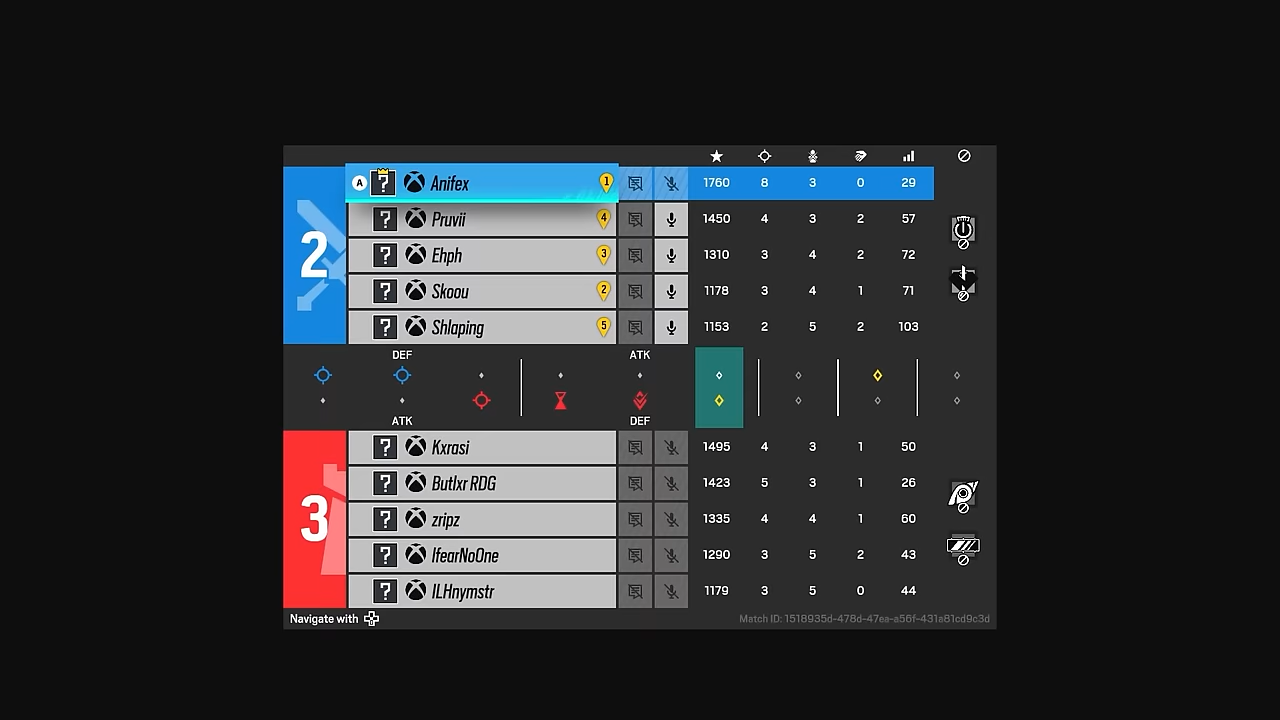 A ? Anifex 1 1760 8 3 0 29
2
? Pruvii 4 1450 4 3 2 57
? Ehph 3 1310 3 4 2 72
? Skoou 2 1178 3 4 1 71
? Shlaping 5 1153 2 5 2 103
DEF ATK
ATK DEF
3
? Kxrasi 1495 4 3 1 50
? Butlxr RDG 1423 5 3 1 26
? zripz 1335 4 4 1 60
? IfearNoOne 1290 3 5 2 43
? ILHnymstr 1179 3 5 0 44
Navigate with
Match ID: 1518935d-478d-47ea-a56f-431a81cd9c3d